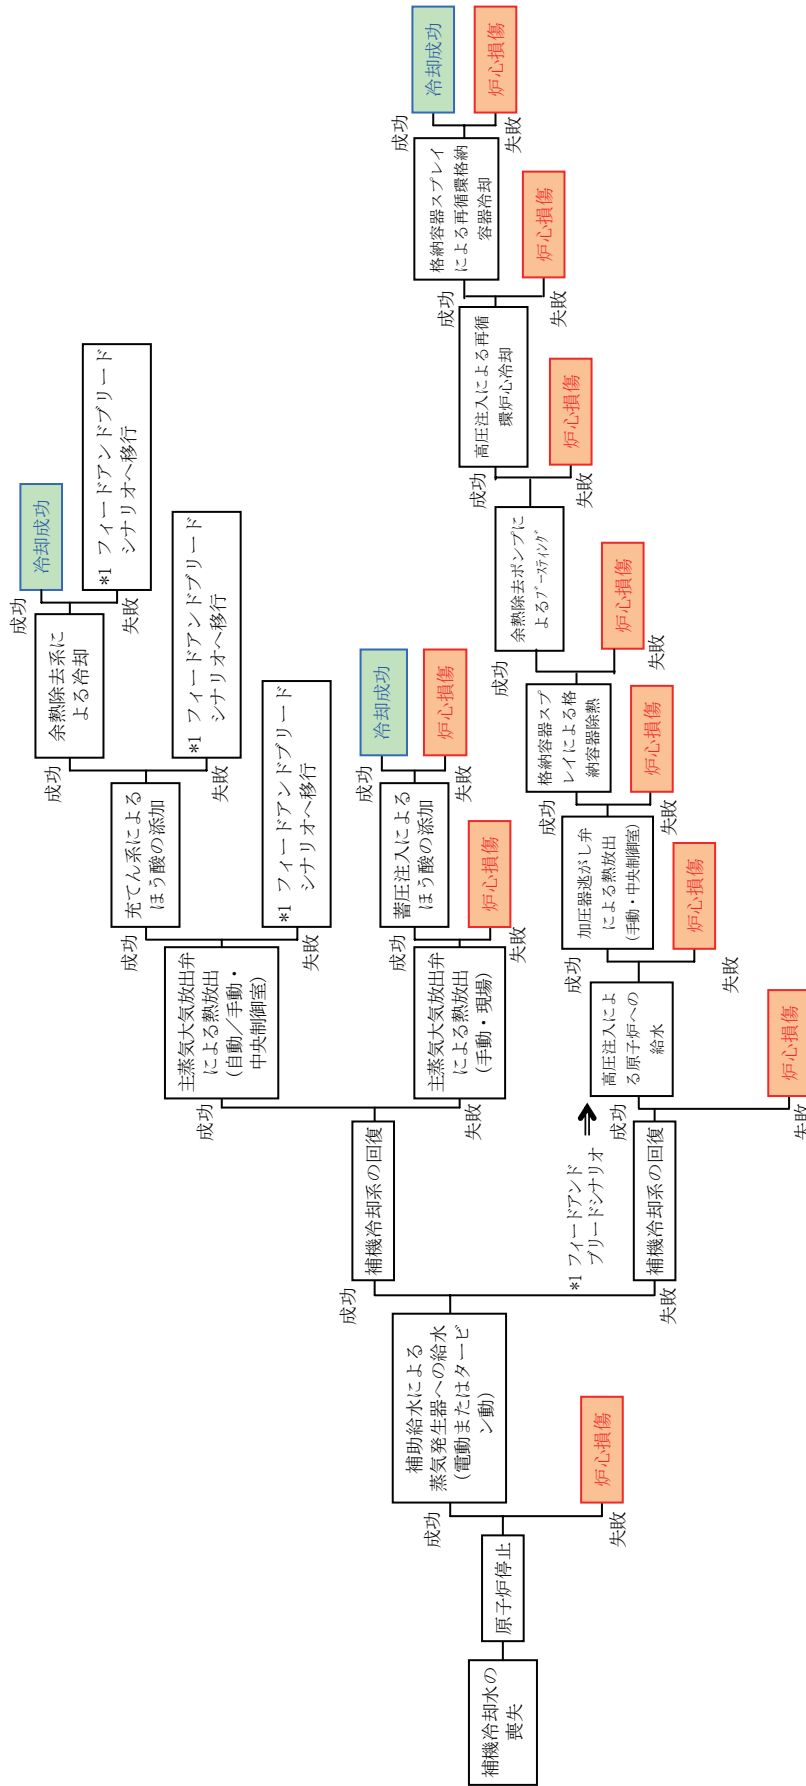 補機冷却水の
喪失
原子炉停止
成功
失敗
炉心損傷
補助給水による
蒸気発生器への給水
（電動またはタービ
ン動）
成功
失敗
補機冷却系の回復
成功
失敗
主蒸気大気放出弁
による熱放出
（自動／手動・
中央制御室）
成功
失敗
*1 フィードアンドブリード
シナリオへ移行
充てん系による
ほう酸の添加
成功
失敗
*1 フィードアンドブリード
シナリオへ移行
余熱除去系に
よる冷却
成功
冷却成功
失敗
*1 フィードアンドブリード
シナリオへ移行
主蒸気大気放出弁
による熱放出
（手動・現場）
成功
失敗
炉心損傷
蓄圧注入による
ほう酸の添加
成功
冷却成功
失敗
炉心損傷
*1 フィードアンド
ブリードシナリオ
⇒
補機冷却系の回復
成功
失敗
炉心損傷
高圧注入によ
る原子炉への
給水
成功
失敗
炉心損傷
加圧器逃がし弁
による熱放出
（手動・中央制御室）
成功
失敗
炉心損傷
格納容器スプ
レイによる格
納容器除熱
成功
失敗
炉心損傷
余熱除去ポンプに
よるﾌﾞｰｽﾃｨﾝｸﾞ
成功
失敗
炉心損傷
高圧注入による再循
環炉心冷却
成功
失敗
炉心損傷
格納容器スプレイ
による再循環格納
容器冷却
成功
冷却成功
失敗
炉心損傷